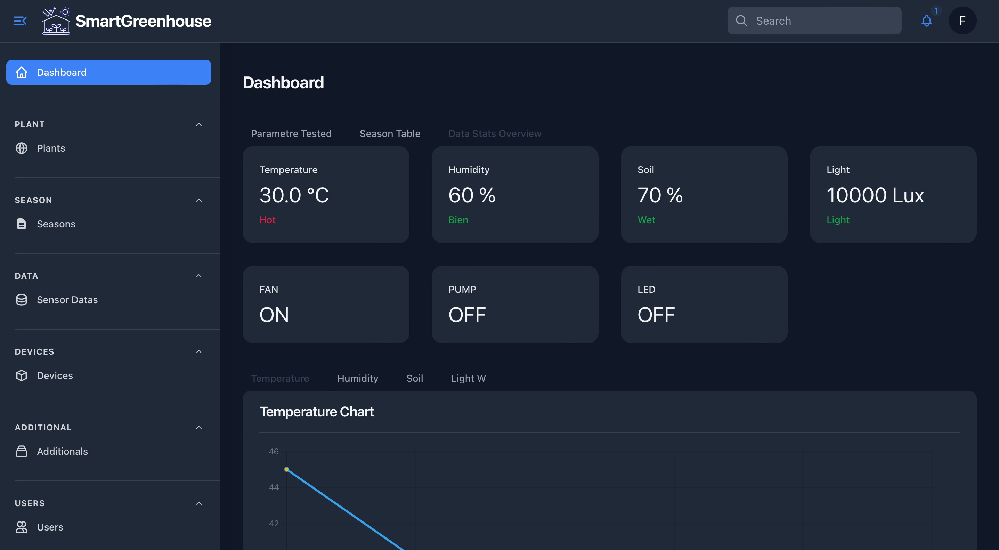 SmartGreenhouse
Search
1
F
Dashboard
PLANT
Plants
SEASON
Seasons
DATA
Sensor Datas
DEVICES
Devices
ADDITIONAL
Additionals
USERS
Users
Dashboard
Parametre Tested
Season Table
Data Stats Overview
Temperature
30.0 °C
Hot
Humidity
60 %
Bien
Soil
70 %
Wet
Light
10000 Lux
Light
FAN
ON
PUMP
OFF
LED
OFF
Temperature
Humidity
Soil
Light W
Temperature Chart
46
44
42